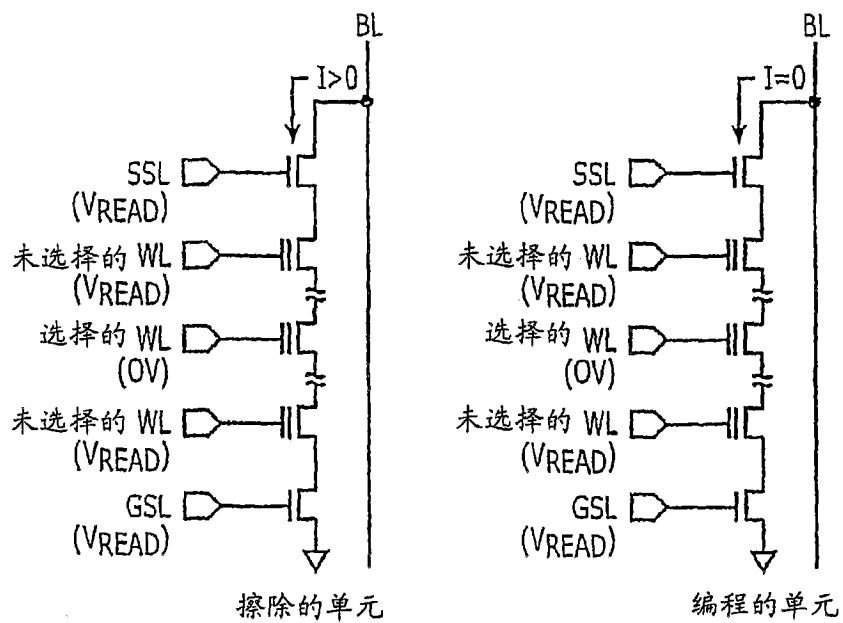 BL
I>0
SSL
(VREAD)
未选择的 WL
(VREAD)
选择的 WL
(0V)
未选择的 WL
(VREAD)
GSL
(VREAD)
擦除的单元
BL
I=0
SSL
(VREAD)
未选择的 WL
(VREAD)
选择的 WL
(0V)
未选择的 WL
(VREAD)
GSL
(VREAD)
编程的单元